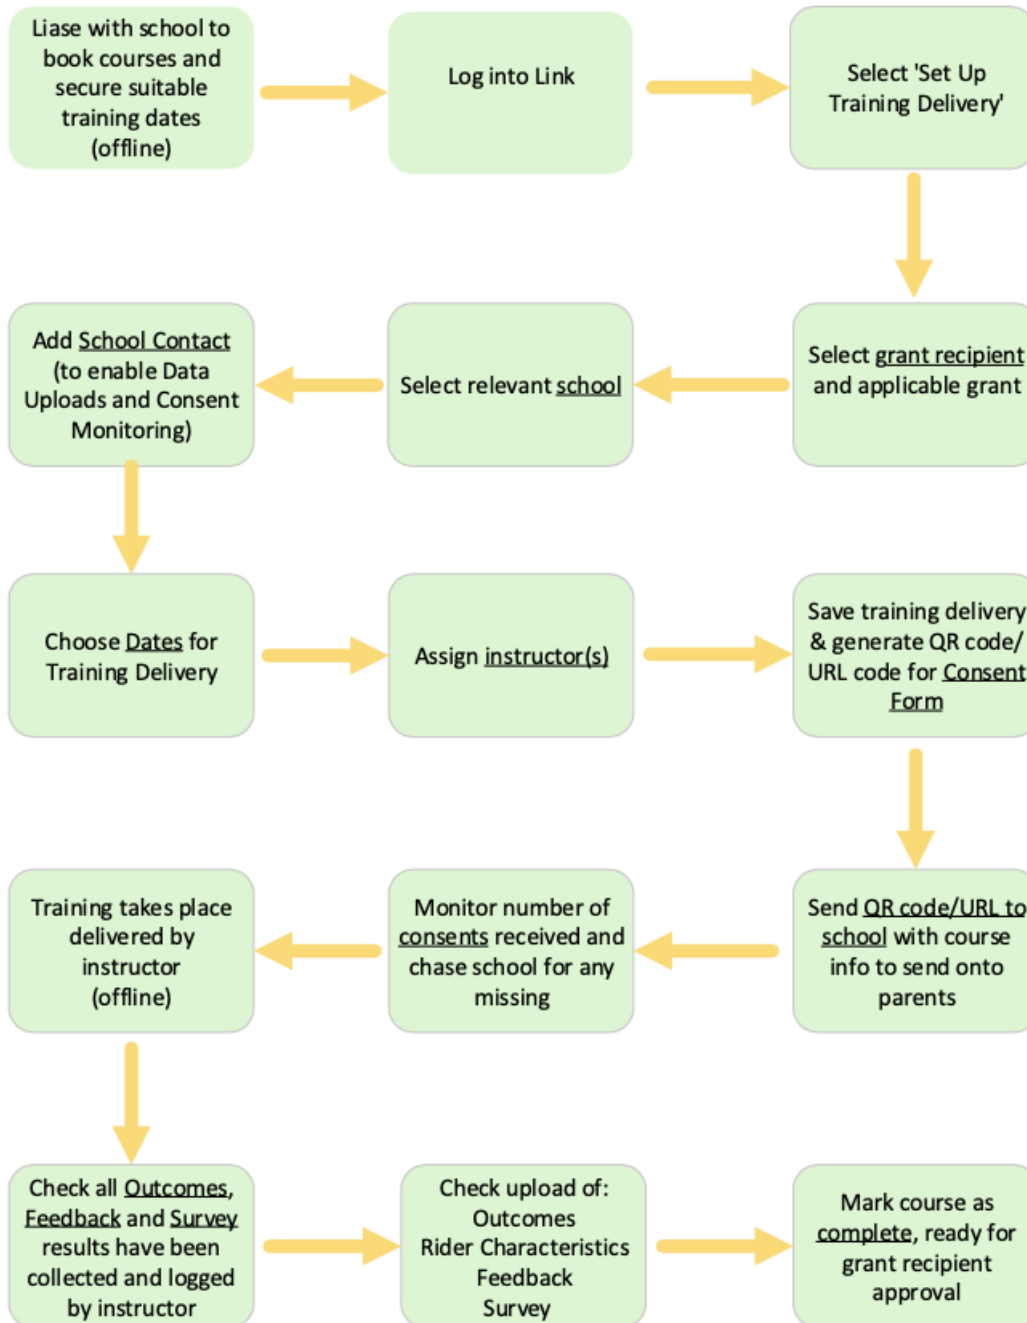 Liase with school to
book courses and
secure suitable
training dates
(offline)
Log into Link
Select 'Set Up
Training Delivery'
Select grant recipient
and applicable grant
Select relevant school
Add School Contact
(to enable Data
Uploads and Consent
Monitoring)
Choose Dates for
Training Delivery
Assign instructor(s)
Save training delivery
& generate QR code/
URL code for Consent
Form
Send QR code/URL to
school with course
info to send onto
parents
Monitor number of
consents received and
chase school for any
missing
Training takes place
delivered by
instructor
(offline)
Check all Outcomes,
Feedback and Survey
results have been
collected and logged
by instructor
Check upload of:
Outcomes
Rider Characteristics
Feedback
Survey
Mark course as
complete, ready for
grant recipient
approval